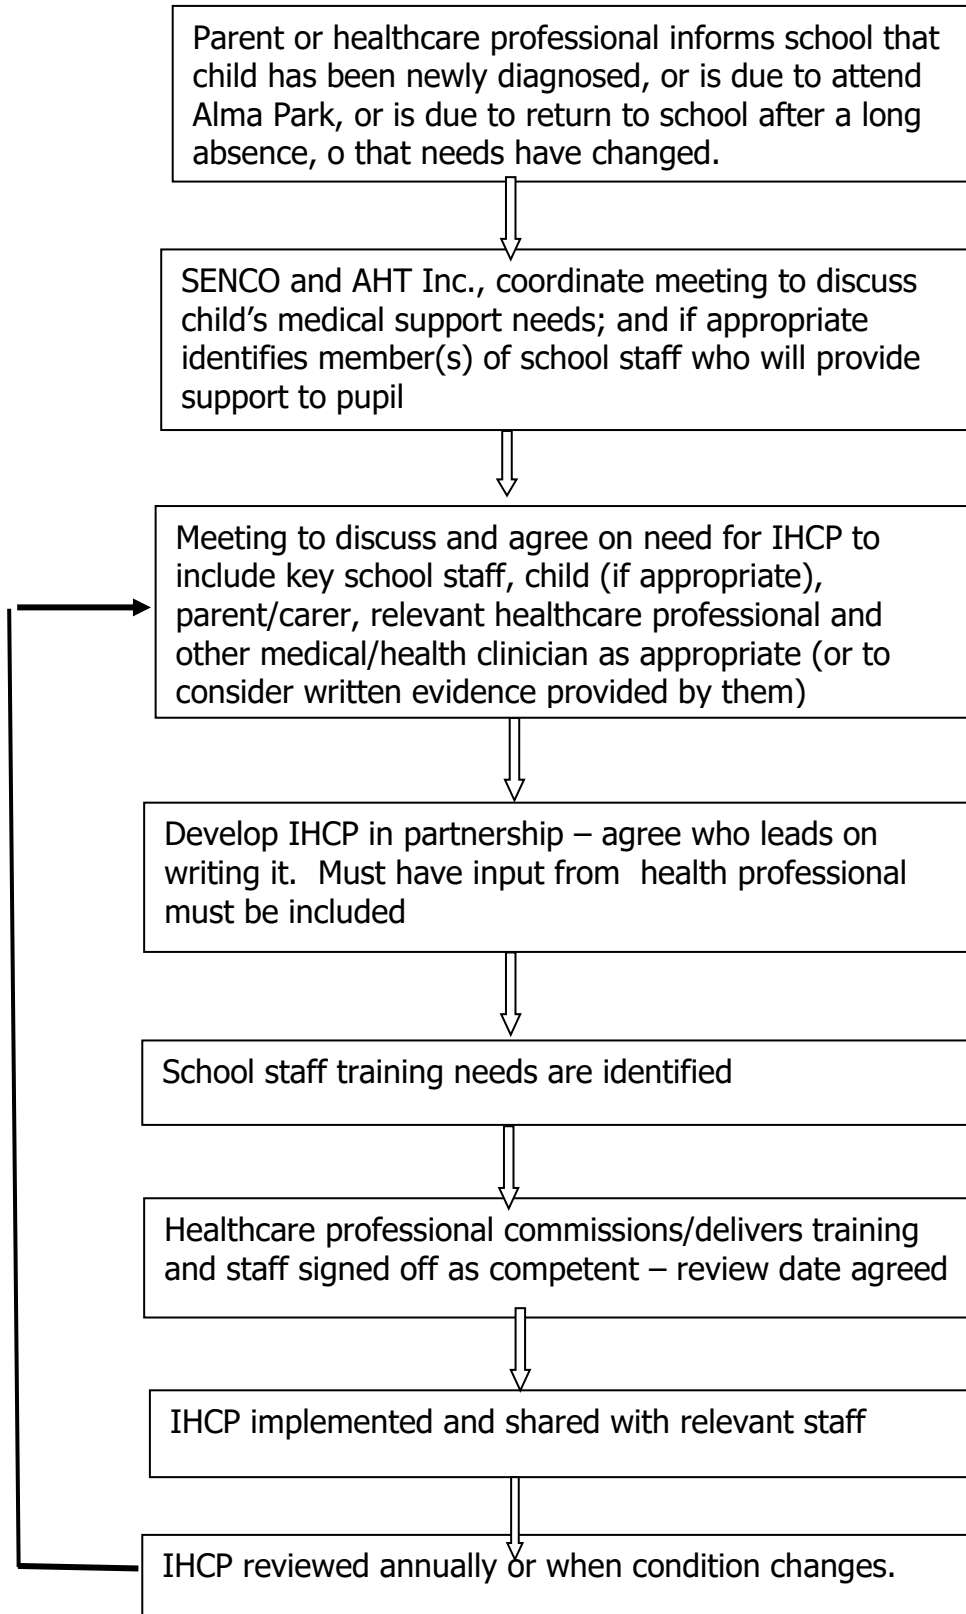 Parent or healthcare professional informs school that
child has been newly diagnosed, or is due to attend
Alma Park, or is due to return to school after a long
absence, o that needs have changed.
SENCO and AHT Inc., coordinate meeting to discuss
child's medical support needs; and if appropriate
identifies member(s) of school staff who will provide
support to pupil
Meeting to discuss and agree on need for IHCP to
include key school staff, child (if appropriate),
parent/carer, relevant healthcare professional and
other medical/health clinician as appropriate (or to
consider written evidence provided by them)
Develop IHCP in partnership – agree who leads on
writing it.  Must have input from  health professional
must be included
School staff training needs are identified
Healthcare professional commissions/delivers training
and staff signed off as competent – review date agreed
IHCP implemented and shared with relevant staff
IHCP reviewed annually or when condition changes.